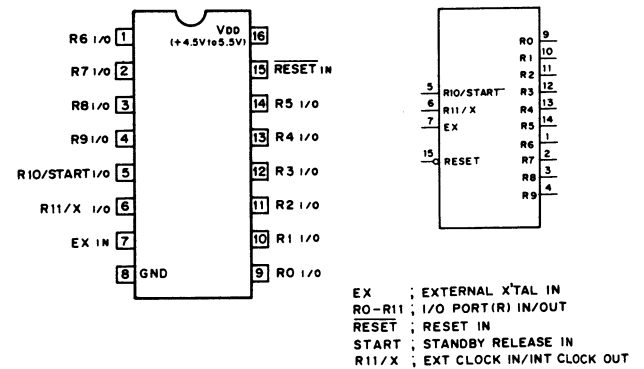 R6 I/O 1
VDD 16
(+4.5V to 5.5V)
R7 I/O 2
15 RESET IN
R8 I/O 3
14 R5 I/O
R9 I/O 4
13 R4 I/O
R10/START I/O 5
12 R3 I/O
R11/X I/O 6
11 R2 I/O
EX IN 7
10 R1 I/O
8 GND
9 R0 I/O
R0 9
R1 10
R2 11
5 R10/START
R3 12
6 R11/X
R4 13
7 EX
R5 14
R6 1
15 RESET
R7 2
R8 3
R9 4
EX ; EXTERNAL X'TAL IN
R0-R11 ; I/O PORT(R) IN/OUT
RESET ; RESET IN
START ; STANDBY RELEASE IN
R11/X ; EXT CLOCK IN/INT CLOCK OUT